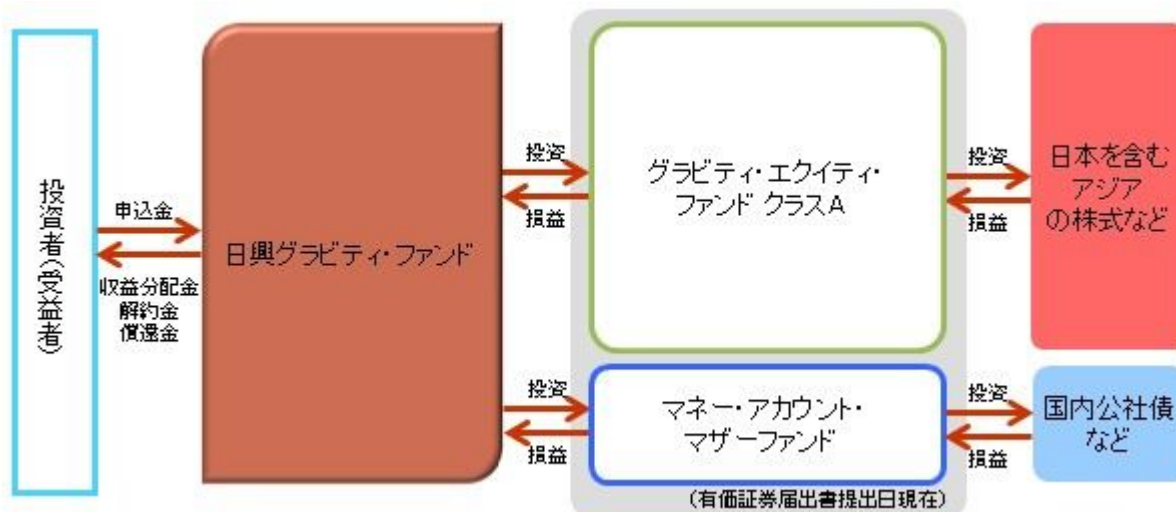 投資者(受益者)
申込金
収益分配金
解約金
償還金
日興グラビティ・ファンド
投資
損益
グラビティ・エクイティ・
ファンド クラスA
投資
損益
日本を含む
アジア
の株式など
投資
損益
マネー・アカウント・
マザーファンド
投資
損益
国内公社債
など
(有価証券届出書提出日現在)